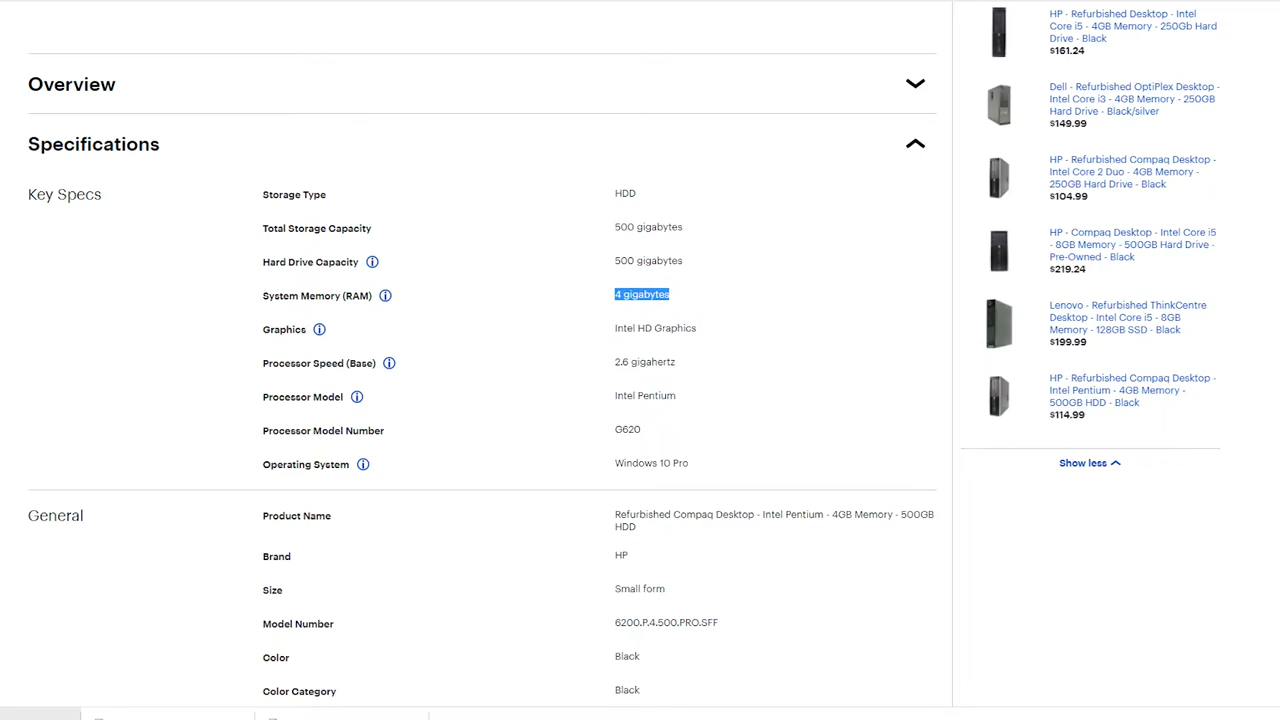 Overview
Specifications
Key Specs
Storage Type HDD
Total Storage Capacity 500 gigabytes
Hard Drive Capacity 500 gigabytes
System Memory (RAM) 4 gigabytes
Graphics Intel HD Graphics
Processor Speed (Base) 2.6 gigahertz
Processor Model Intel Pentium
Processor Model Number G620
Operating System Windows 10 Pro
General
Product Name Refurbished Compaq Desktop - Intel Pentium - 4GB Memory - 500GB
HDD
Brand HP
Size Small form
Model Number 6200.P.4.500.PRO.SFF
Color Black
Color Category Black
HP - Refurbished Desktop - Intel
Core i5 - 4GB Memory - 250Gb Hard
Drive - Black
$161.24
Dell - Refurbished OptiPlex Desktop -
Intel Core i3 - 4GB Memory - 250GB
Hard Drive - Black/silver
$149.99
HP - Refurbished Compaq Desktop -
Intel Core 2 Duo - 4GB Memory -
250GB Hard Drive - Black
$104.99
HP - Compaq Desktop - Intel Core i5
- 8GB Memory - 500GB Hard Drive -
Pre-Owned - Black
$219.24
Lenovo - Refurbished ThinkCentre
Desktop - Intel Core i5 - 8GB
Memory - 128GB SSD - Black
$199.99
HP - Refurbished Compaq Desktop -
Intel Pentium - 4GB Memory -
500GB HDD - Black
$114.99
Show less